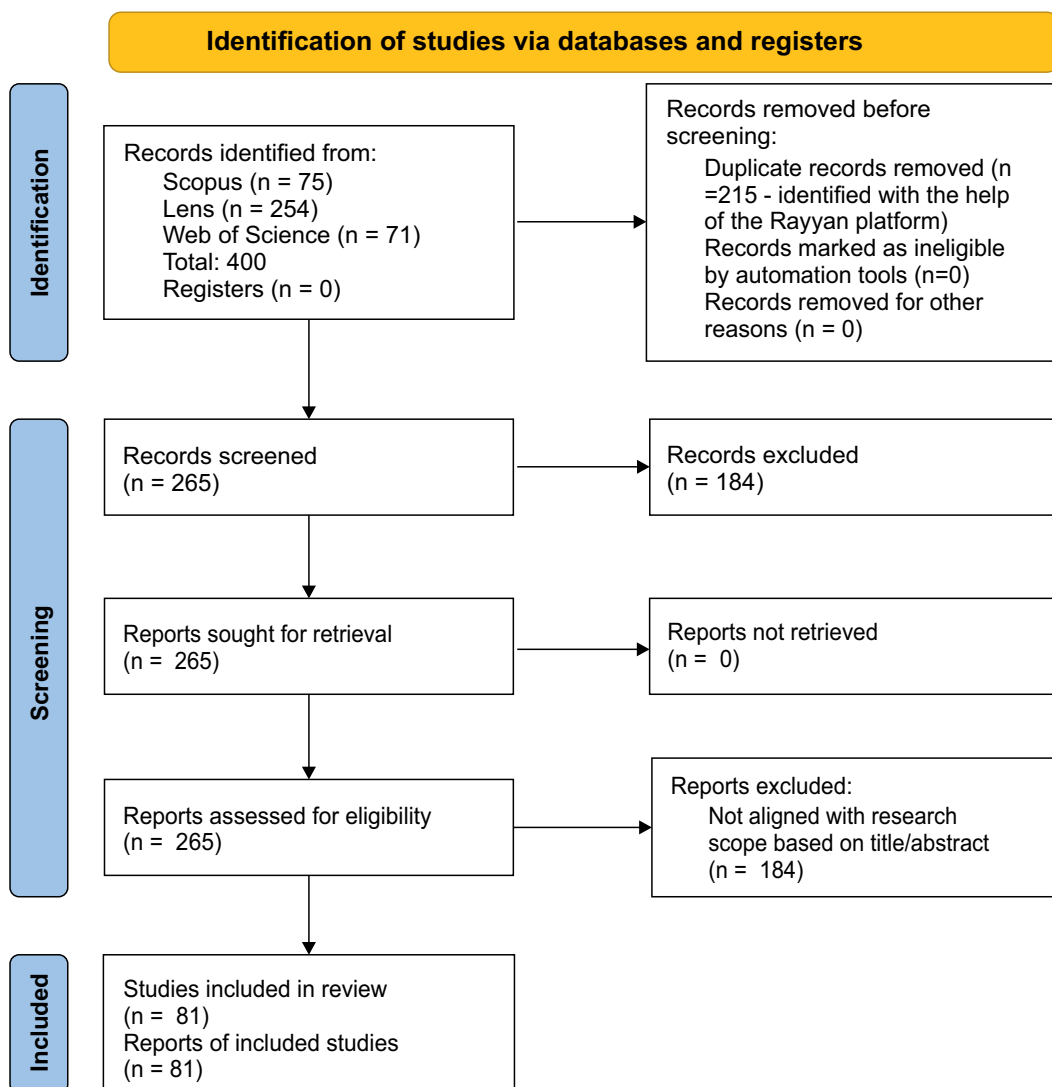 Identification of studies via databases and registers
Identification
Records identified from:
Scopus (n = 75)
Lens (n = 254)
Web of Science (n = 71)
Total: 400
Registers (n = 0)
Records removed before
screening:
Duplicate records removed (n
=215 - identified with the help
of the Rayyan platform)
Records marked as ineligible
by automation tools (n=0)
Records removed for other
reasons (n = 0)
Screening
Records screened
(n = 265)
Records excluded
(n = 184)
Reports sought for retrieval
(n = 265)
Reports not retrieved
(n = 0)
Reports assessed for eligibility
(n = 265)
Reports excluded:
Not aligned with research
scope based on title/abstract
(n = 184)
Included
Studies included in review
(n = 81)
Reports of included studies
(n = 81)